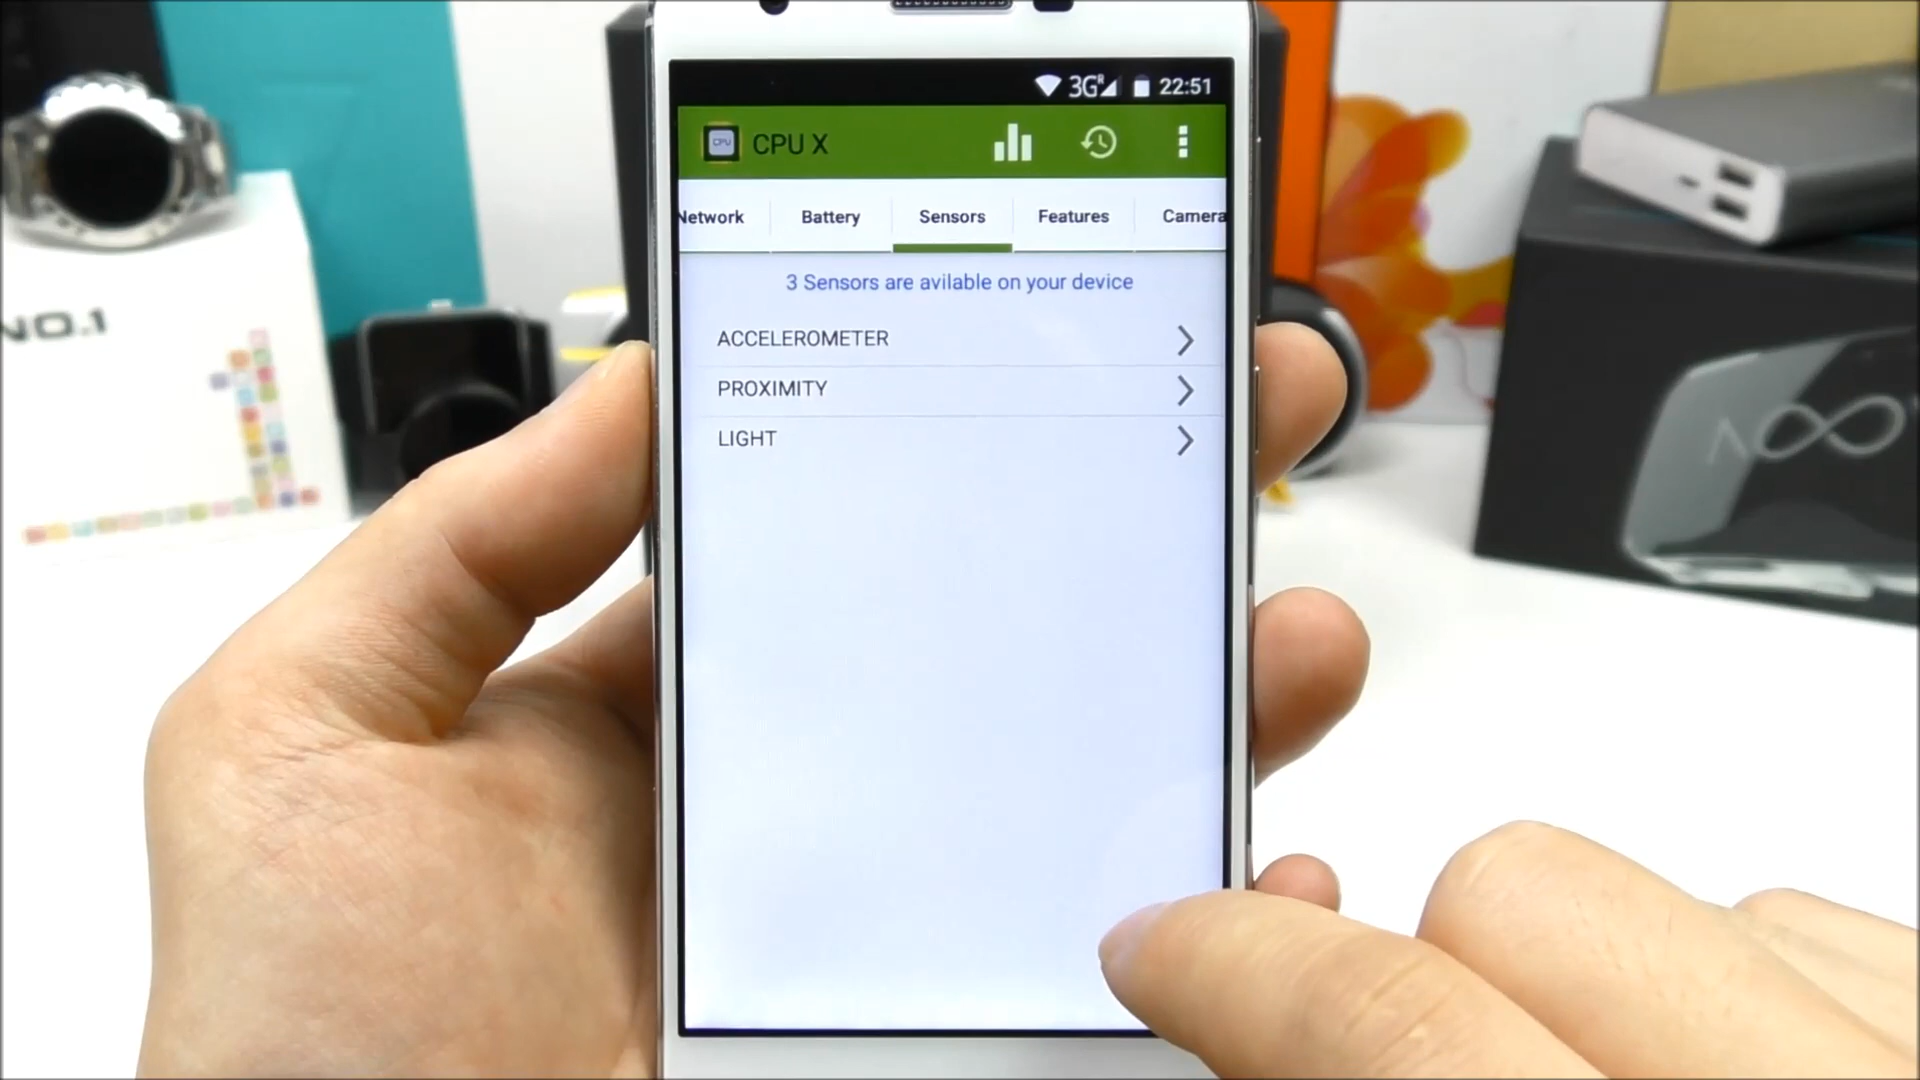 3G R 22:51
CPU CPU X
Network Battery Sensors Features Camera
3 Sensors are avilable on your device
ACCELEROMETER
PROXIMITY
LIGHT
NO.1